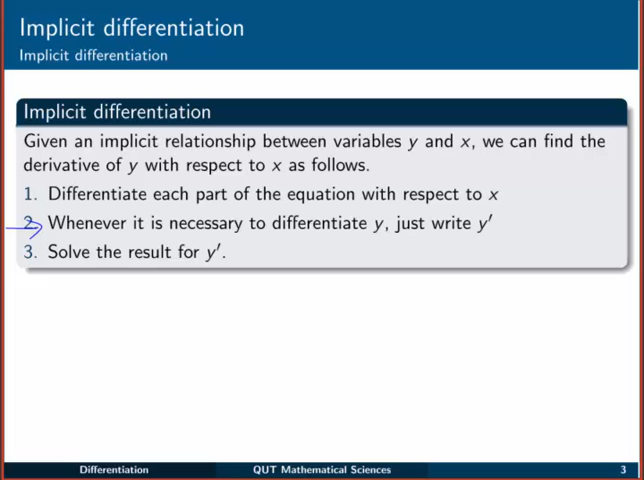 Implicit differentiation
Implicit differentiation
Implicit differentiation
Given an implicit relationship between variables y and x, we can find the
derivative of y with respect to x as follows.
1. Differentiate each part of the equation with respect to x
2. Whenever it is necessary to differentiate y, just write y′
3. Solve the result for y′.
Differentiation QUT Mathematical Sciences 3